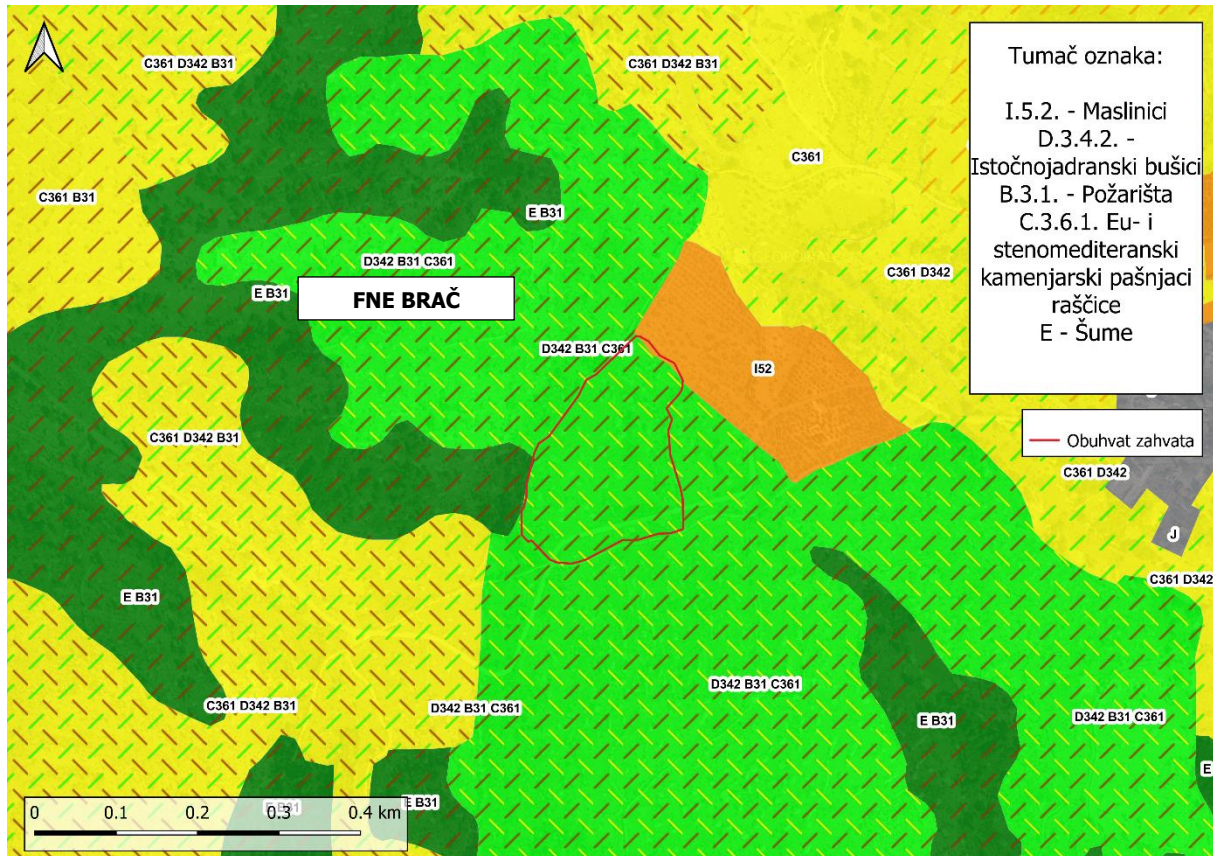 C361 D342 B31
C361 D342 B31
Tumač oznaka:
I.5.2. - Maslinici
D.3.4.2. -
Istočnojadranski bušici
B.3.1. - Požarišta
C.3.6.1. Eu- i
stenomediteranski
kamenjarski pašnjaci
raščice
E - Šume
C361
C361 B31
E B31
D342 B31 C361
C361 D342
E B31
FNE BRAČ
D342 B31 C361
I52
C361 D342 B31
Obuhvat zahvata
C361 D342
J
C361 D342
E B31
D342 B31 C361
C361 D342 B31
D342 B31 C361
E B31
D342 B31 C361
E
E B31
E B31
0 0.1 0.2 0.3 0.4 km